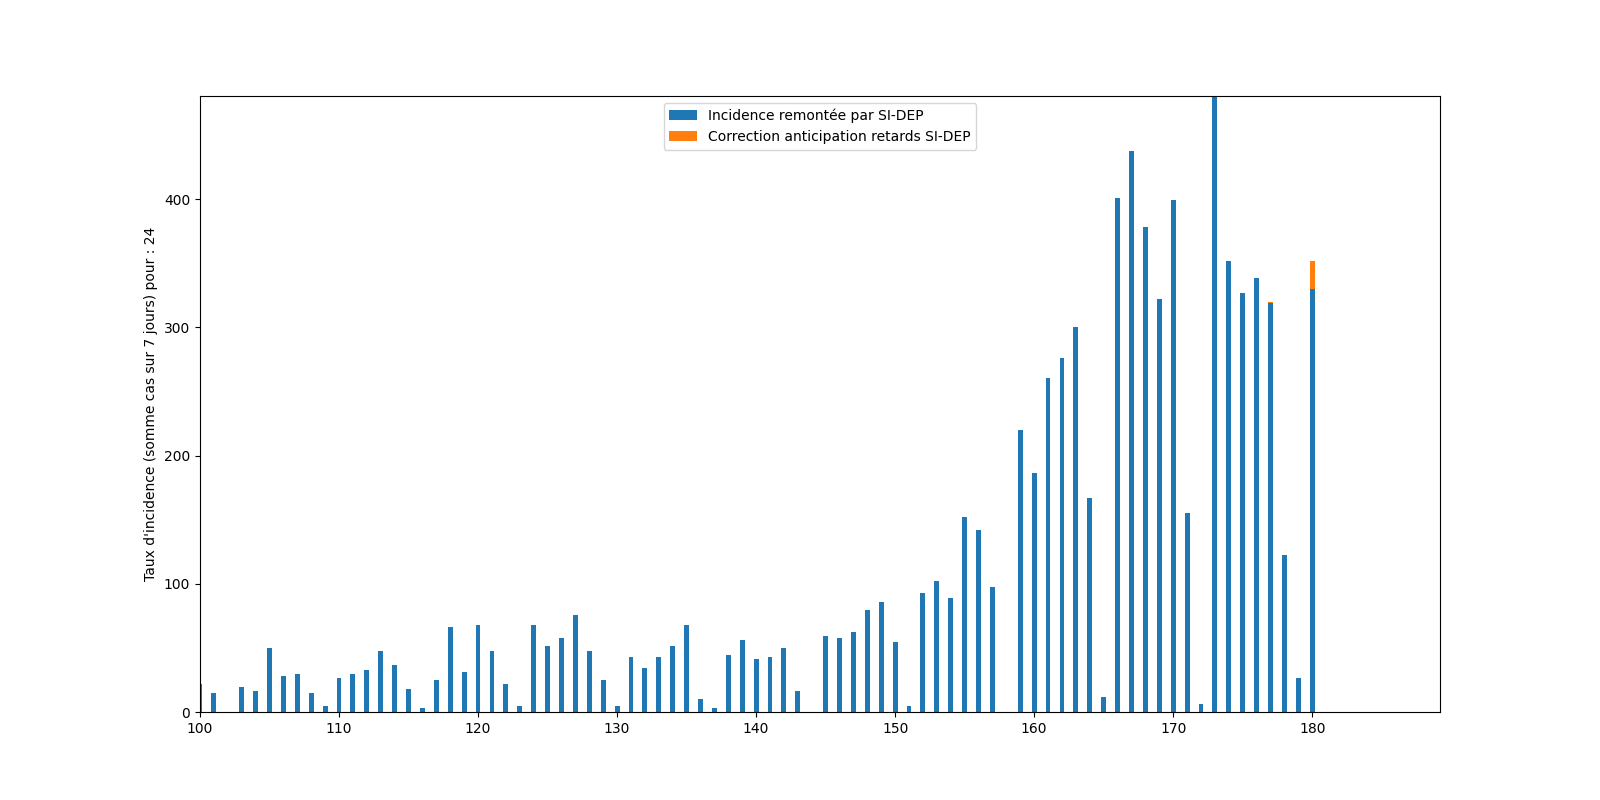 Incidence remontée par SI-DEP
Correction anticipation retards SI-DEP
Taux d'incidence (somme cas sur 7 jours) pour : 24
400
300
200
100
0
100 110 120 130 140 150 160 170 180